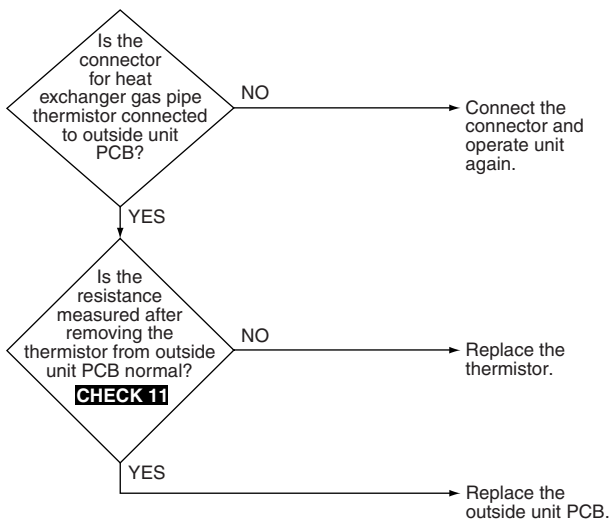 Is the
connector
for heat
exchanger gas pipe
thermistor connected
to outside unit
PCB?
NO
Connect the
connector and
operate unit
again.
YES
Is the
resistance
measured after
removing the
thermistor from outside
unit PCB normal?
CHECK 11
NO
Replace the
thermistor.
YES
Replace the
outside unit PCB.